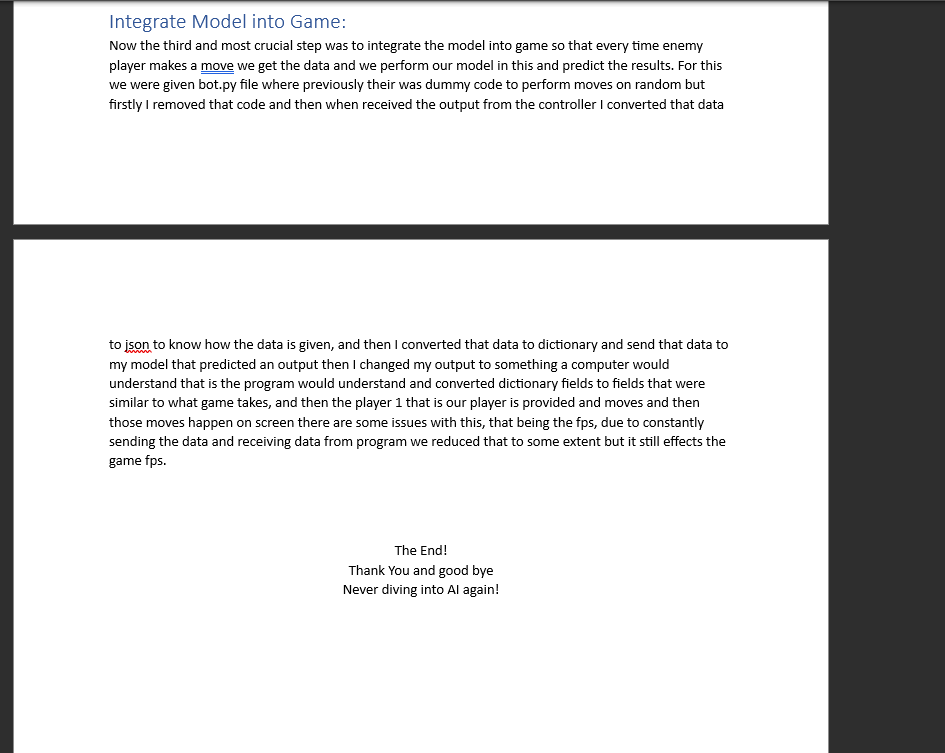 Integrate Model into Game:
Now the third and most crucial step was to integrate the model into game so that every time enemy
player makes a move we get the data and we perform our model in this and predict the results. For this
we were given bot.py file where previously their was dummy code to perform moves on random but
firstly I removed that code and then when received the output from the controller I converted that data
to json to know how the data is given, and then I converted that data to dictionary and send that data to
my model that predicted an output then I changed my output to something a computer would
understand that is the program would understand and converted dictionary fields to fields that were
similar to what game takes, and then the player 1 that is our player is provided and moves and then
those moves happen on screen there are some issues with this, that being the fps, due to constantly
sending the data and receiving data from program we reduced that to some extent but it still effects the
game fps.
The End!
Thank You and good bye
Never diving into AI again!